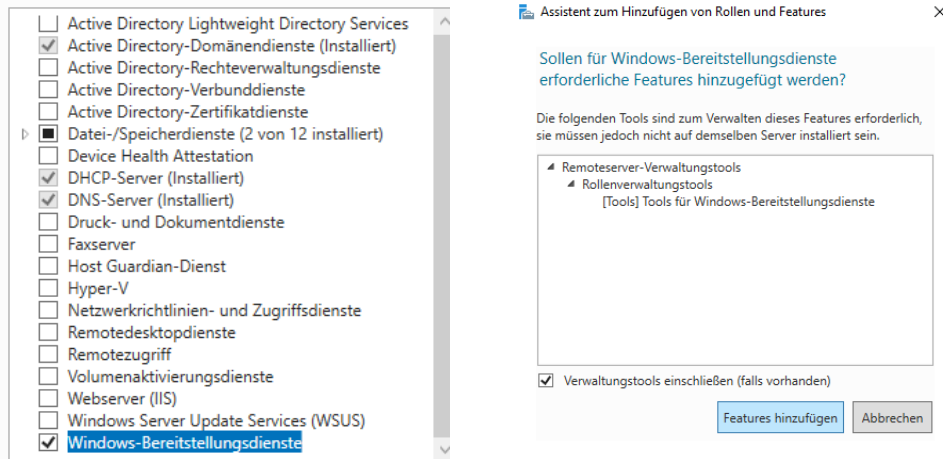 Active Directory Lightweight Directory Services
Active Directory-Domänendienste (Installiert)
Active Directory-Rechteverwaltungsdienste
Active Directory-Verbunddienste
Active Directory-Zertifikatdienste
Datei-/Speicherdienste (2 von 12 installiert)
Device Health Attestation
DHCP-Server (Installiert)
DNS-Server (Installiert)
Druck- und Dokumentdienste
Faxserver
Host Guardian-Dienst
Hyper-V
Netzwerkrichtlinien- und Zugriffsdienste
Remotedesktopdienste
Remotezugriff
Volumenaktivierungsdienste
Webserver (IIS)
Windows Server Update Services (WSUS)
Windows-Bereitstellungsdienste
Assistent zum Hinzufügen von Rollen und Features
Sollen für Windows-Bereitstellungsdienste
erforderliche Features hinzugefügt werden?
Die folgenden Tools sind zum Verwalten dieses Features erforderlich,
sie müssen jedoch nicht auf demselben Server installiert sein.
Remoteserver-Verwaltungstools
Rollenverwaltungstools
[Tools] Tools für Windows-Bereitstellungsdienste
Verwaltungstools einschließen (falls vorhanden)
Features hinzufügen
Abbrechen